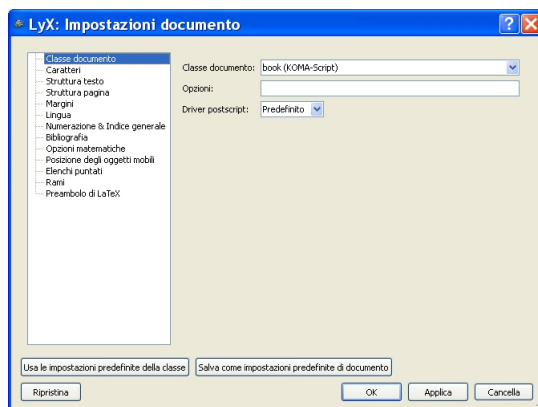 LyX: Impostazioni documento
Classe documento
Caratteri
Struttura testo
Struttura pagina
Margini
Lingua
Numerazione & Indice generale
Bibliografia
Opzioni matematiche
Posizione degli oggetti mobili
Elenchi puntati
Rami
Preambolo di LaTeX
Classe documento: book (KOMA-Script)
Opzioni:
Driver postscript: Predefinito
Usa le impostazioni predefinite della classe Salva come impostazioni predefinite di documento
Ripristina OK Applica Cancella